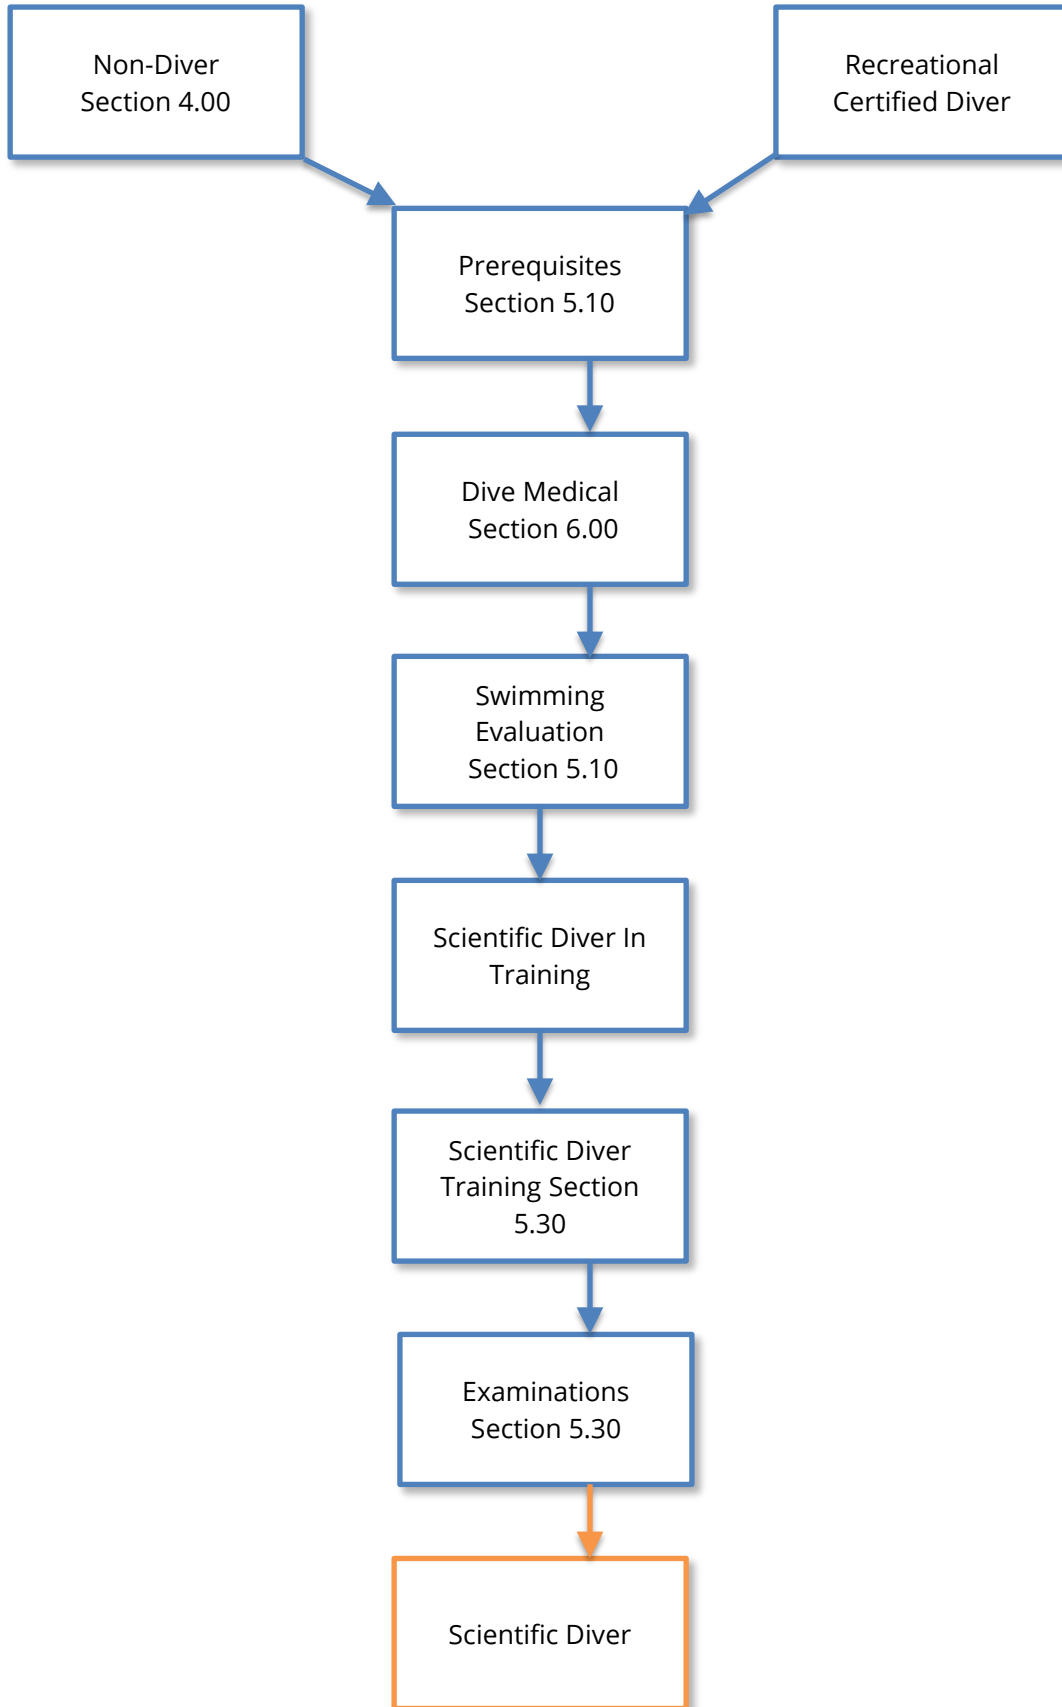 Non-Diver
Section 4.00
Recreational
Certified Diver
Prerequisites
Section 5.10
Dive Medical
Section 6.00
Swimming
Evaluation
Section 5.10
Scientific Diver In
Training
Scientific Diver
Training Section
5.30
Examinations
Section 5.30
Scientific Diver